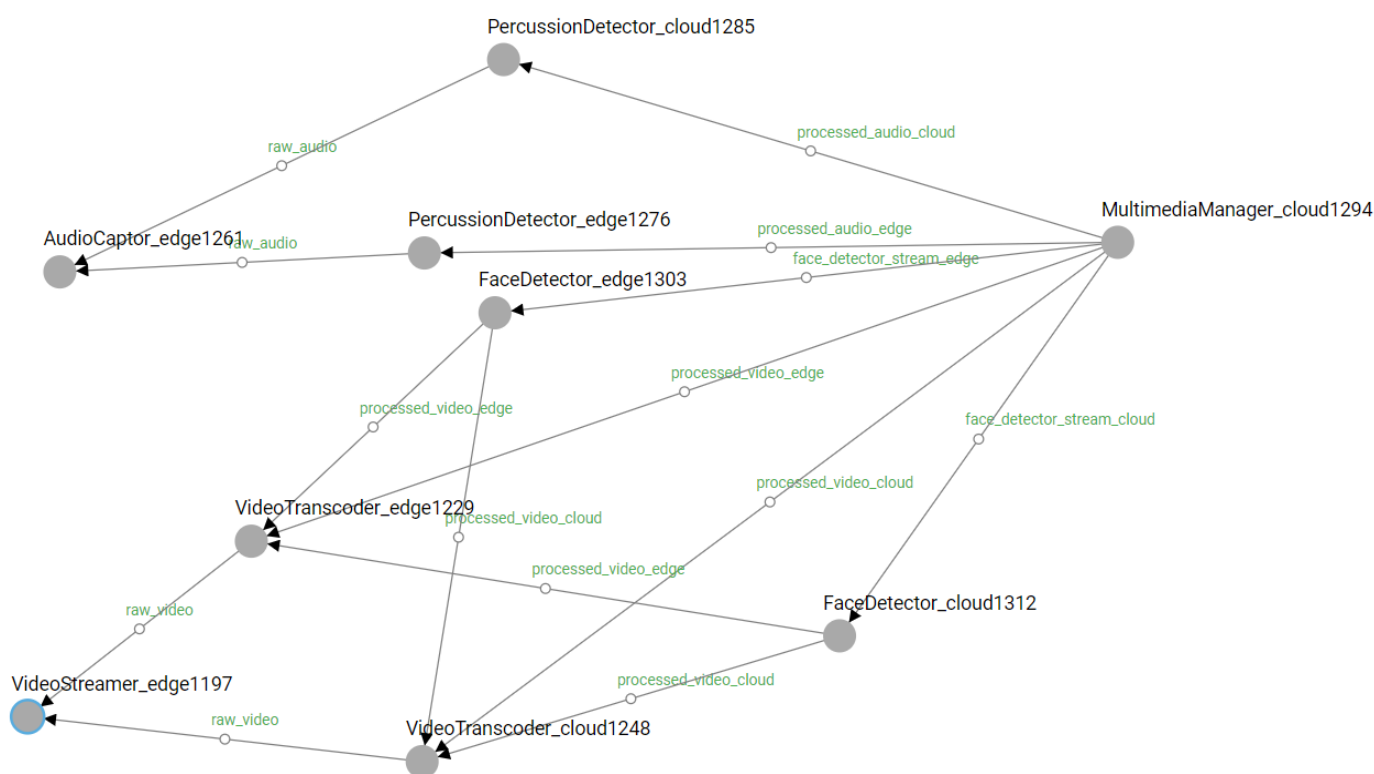 PercussionDetector_cloud1285
processed_audio_cloud
raw_audio
MultimediaManager_cloud1294
PercussionDetector_edge1276
processed_audio_edge
AudioCaptor_edge1261
raw_audio
face_detector_stream_edge
FaceDetector_edge1303
processed_video_edge
processed_video_edge
face_detector_stream_cloud
processed_video_cloud
VideoTranscoder_edge1229
processed_video_cloud
processed_video_edge
raw_video
FaceDetector_cloud1312
VideoStreamer_edge1197
processed_video_cloud
raw_video
VideoTranscoder_cloud1248